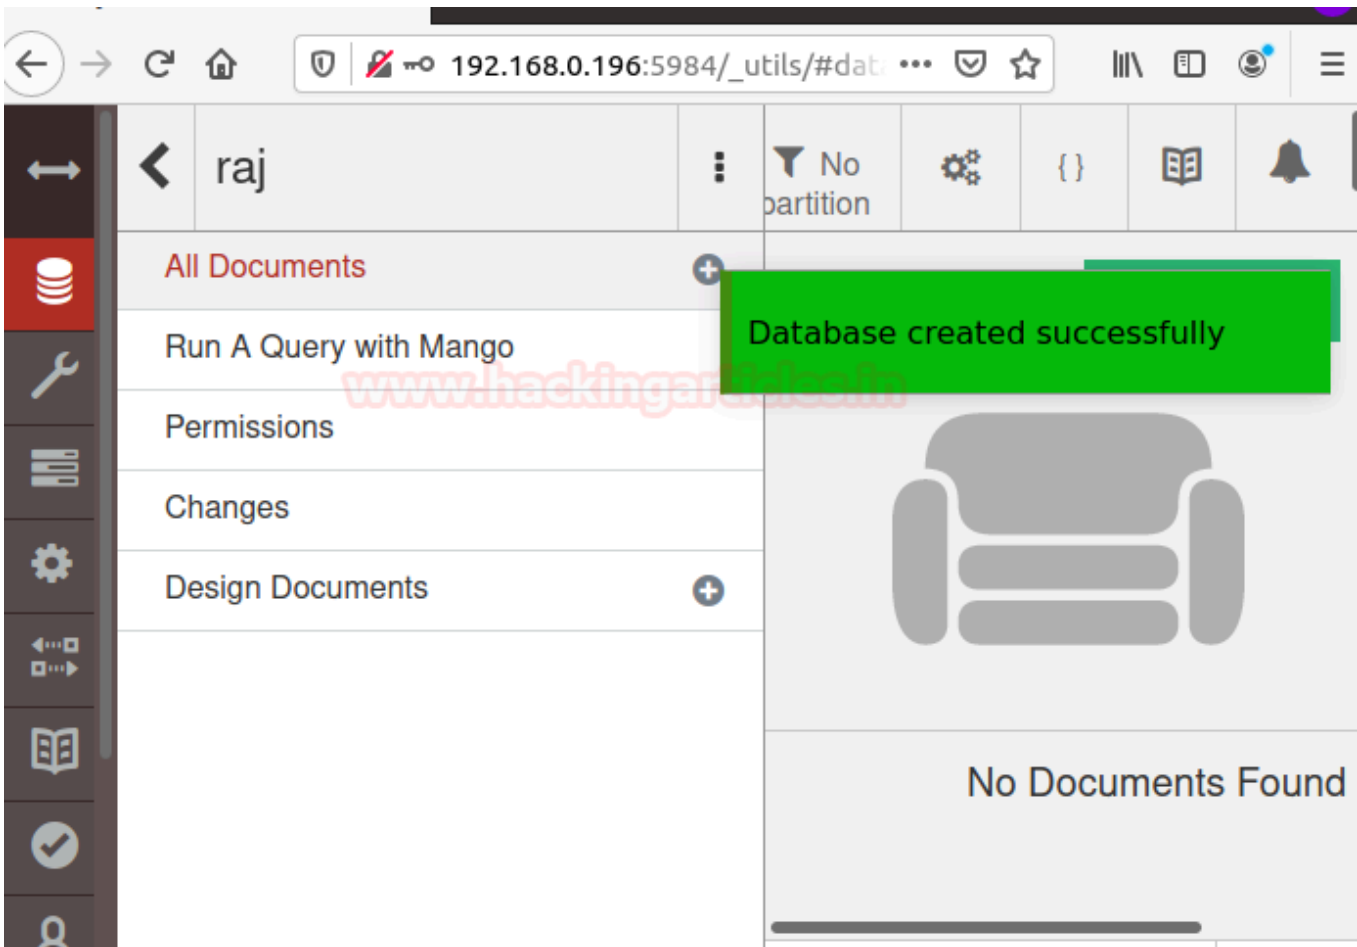 192.168.0.196:5984/_utils/#dat
raj
No
partition
{ }
All Documents
Database created successfully
Run A Query with Mango
www.hackingarticles.in
Permissions
Changes
Design Documents
No Documents Found